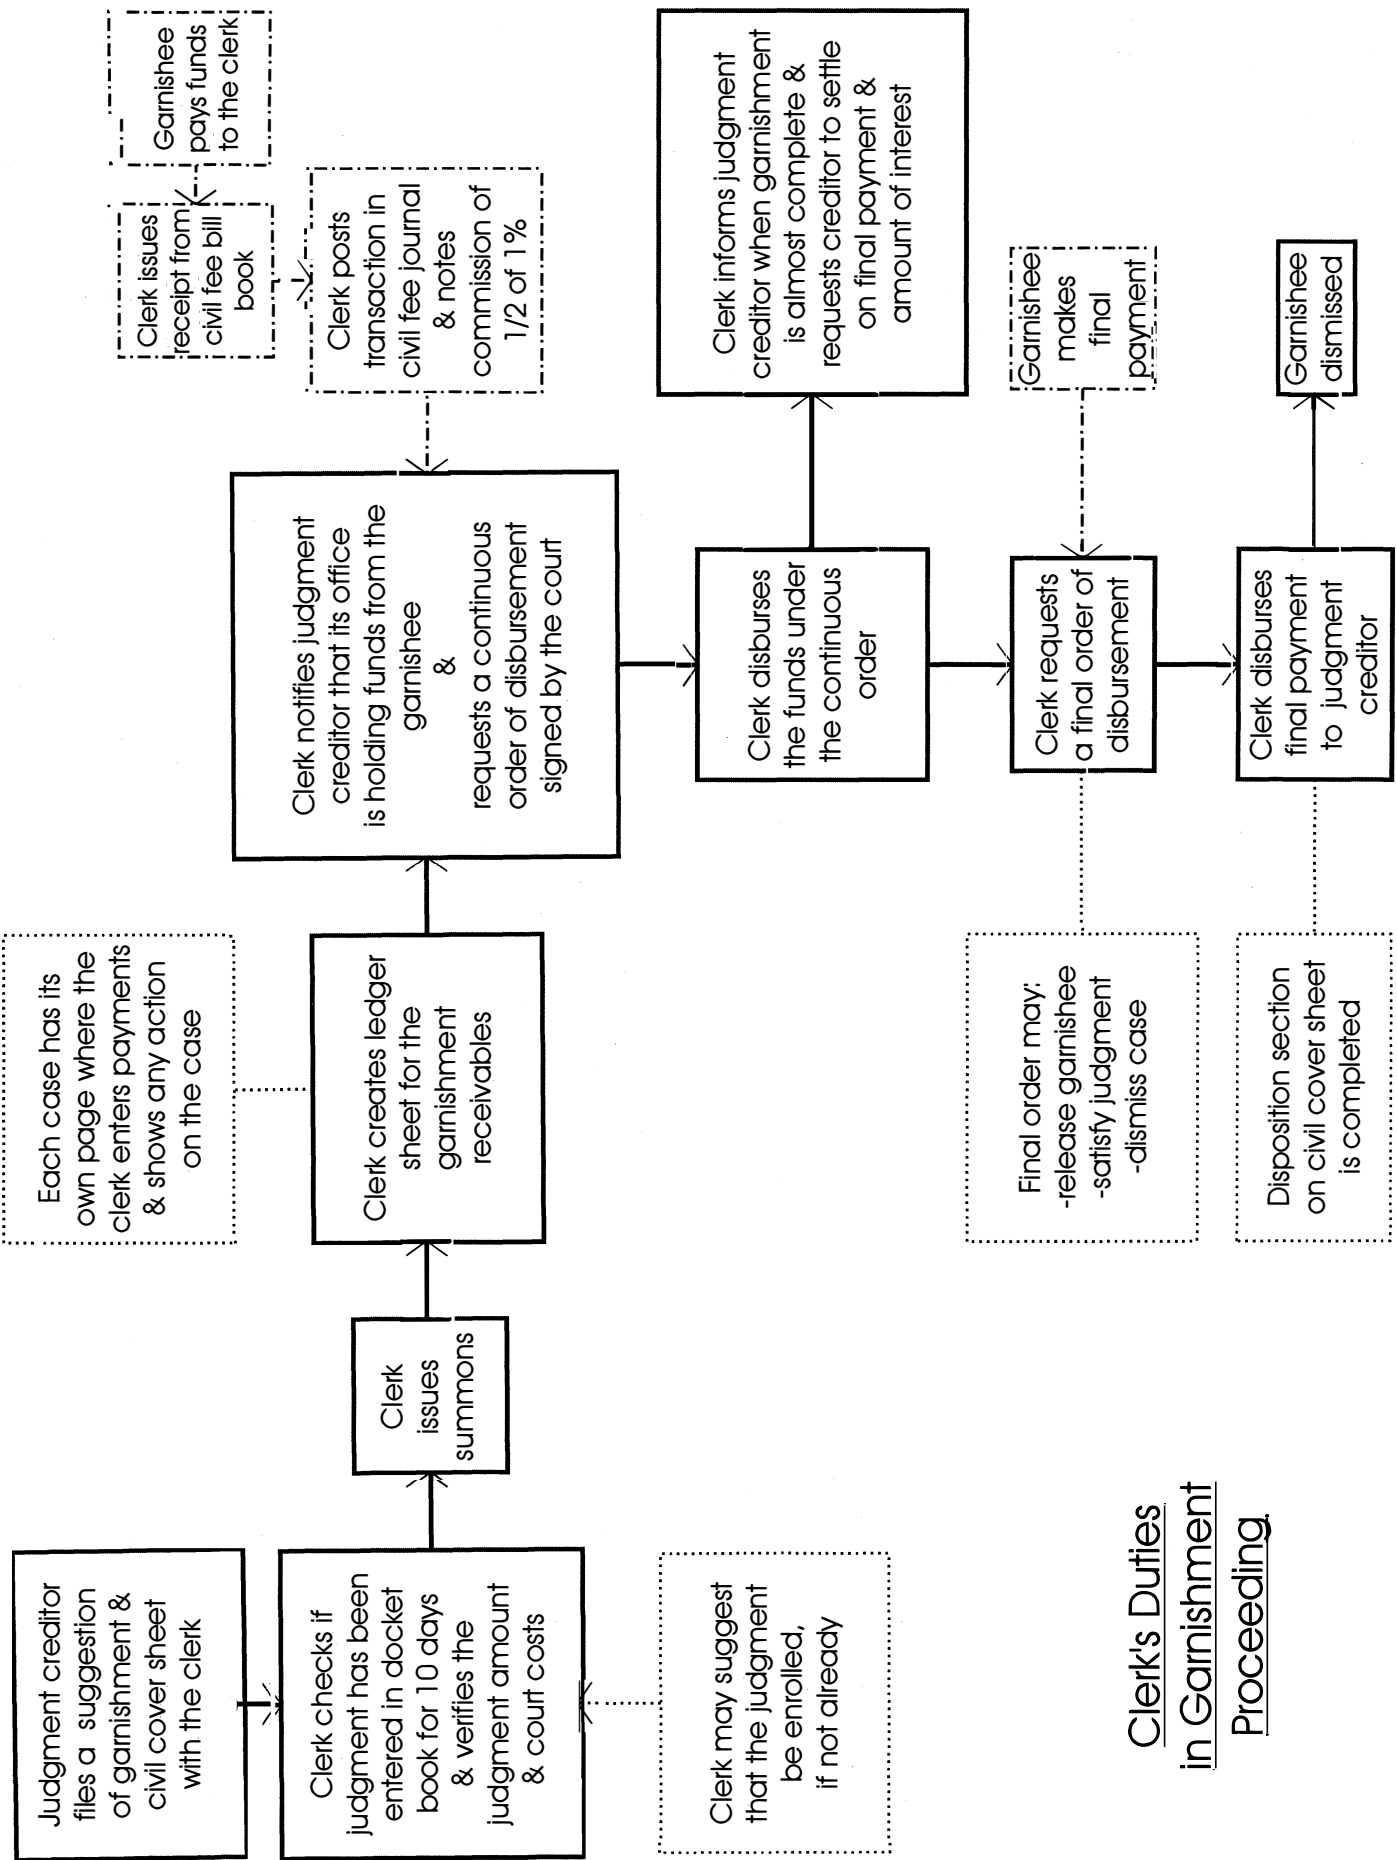 Judgment creditor
files a suggestion
of garnishment &
civil cover sheet
with the clerk
Clerk checks if
judgment has been
entered in docket
book for 10 days
& verifies the
judgment amount
& court costs
Clerk may suggest
that the judgment
be enrolled,
if not already
Clerk
issues
summons
Each case has its
own page where the
clerk enters payments
& shows any action
on the case
Clerk creates ledger
sheet for the
garnishment
receivables
Garnishee
pays funds
to the clerk
Clerk issues
receipt from
civil fee bill
book
Clerk posts
transaction in
civil fee journal
& notes
commission of
1/2 of 1%
Clerk notifies judgment
creditor that its office
is holding funds from the
garnishee
&
requests a continuous
order of disbursement
signed by the court
Clerk disburses
the funds under
the continuous
order
Clerk informs judgment
creditor when garnishment
is almost complete &
requests creditor to settle
on final payment &
amount of interest
Garnishee
makes
final
payment
Clerk requests
a final order of
disbursement
Final order may:
-release garnishee
-satisfy judgment
-dismiss case
Clerk disburses
final payment
to judgment
creditor
Disposition section
on civil cover sheet
is completed
Garnishee
dismissed
Clerk's Duties
in Garnishment
Proceeding